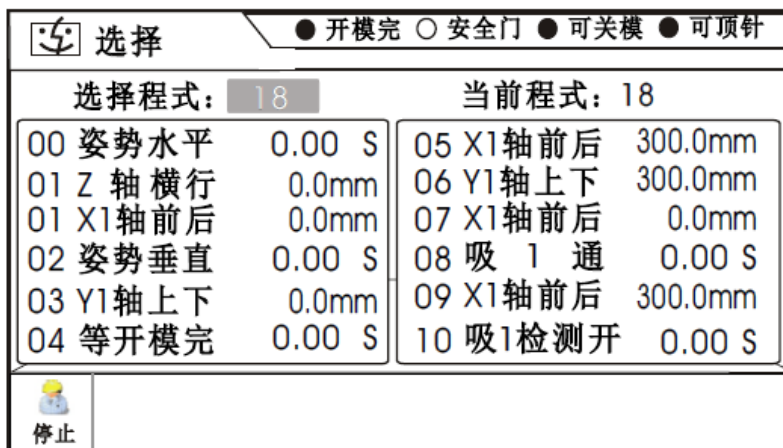 选择 ● 开模完 ○ 安全门 ● 可关模 ● 可顶针
选择程式： 18 当前程式：18
00 姿势水平 0.00 S
01 Z 轴 横行 0.0mm
01 X1轴前后 0.0mm
02 姿势垂直 0.00 S
03 Y1轴上下 0.0mm
04 等开模完 0.00 S
05 X1轴前后 300.0mm
06 Y1轴上下 300.0mm
07 X1轴前后 0.0mm
08 吸 1 通 0.00 S
09 X1轴前后 300.0mm
10 吸1检测开 0.00 S
停止